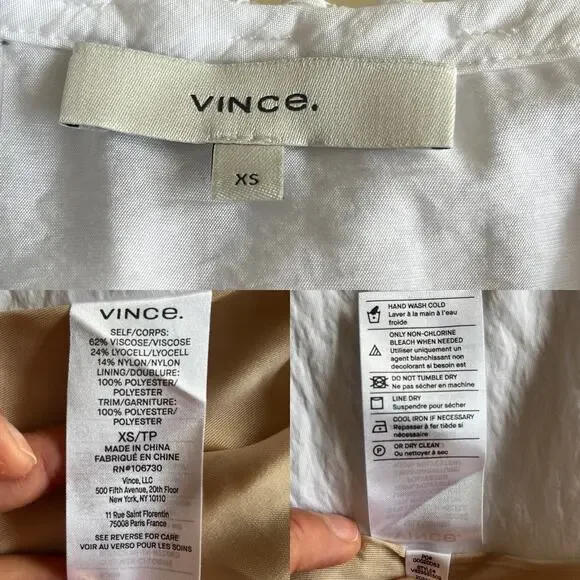 VINCE.
XS
VINCE.
SELF/CORPS:
62% VISCOSE/VISCOSE
24% LYOCELL/LYOCELL
14% NYLON/NYLON
LINING/DOUBLURE:
100% POLYESTER/
POLYESTER
TRIM/GARNITURE:
100% POLYESTER/
POLYESTER
XS/TP
MADE IN CHINA
FABRIQUÉ EN CHINE
RN#106730
Vince, LLC
500 Fifth Avenue, 20th Floor
New York, NY 10110
11 Rue Saint Florentin
75008 Paris France
SEE REVERSE FOR CARE
VOIR AU VERSO POUR LES SOINS
HAND WASH COLD
Laver à la main à l'eau
froide
ONLY NON-CHLORINE
BLEACH WHEN NEEDED
Utiliser uniquement un
agent blanchissant non
decolorant si besoin est
DO NOT TUMBLE DRY
Ne pas sécher en machine
LINE DRY
Suspendre pour sécher
COOL IRON IF NECESSARY
Repasser à fer tiède si
nécessaire
P
OR DRY CLEAN
Ou nettoyer à sec
PO#